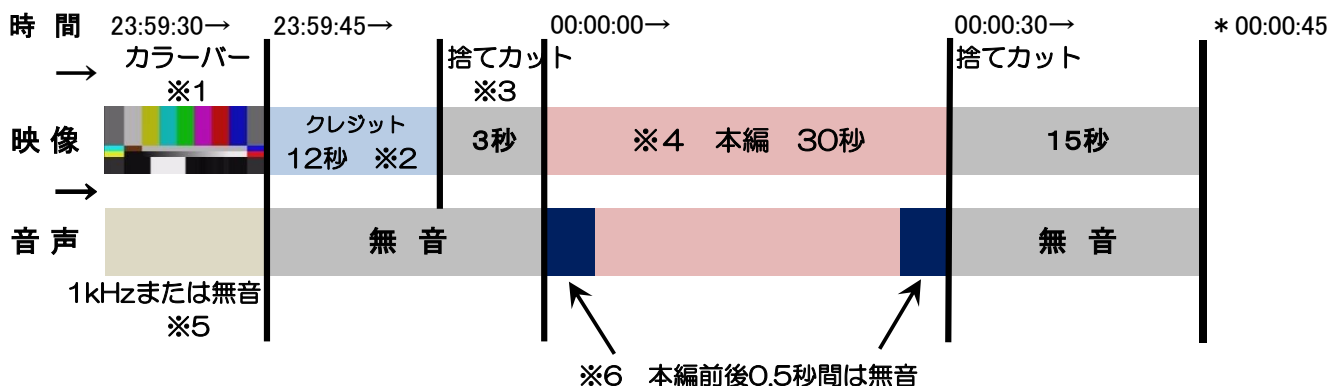 時 間 23:59:30→ 23:59:45→ 00:00:00→ 00:00:30→ * 00:00:45
→ カラーバー 捨てカット 捨てカット
※1 ※3
映 像 クレジット 12秒 ※2 3秒 ※4 本編 30秒 15秒
→
音 声 無 音 無 音
1kHzまたは無音
※5
※6 本編前後0.5秒間は無音